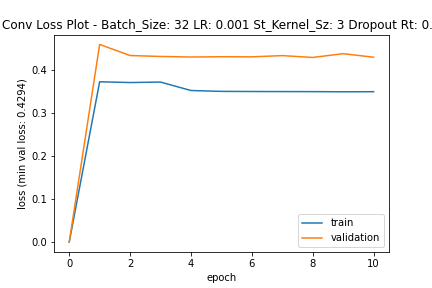 Conv Loss Plot - Batch_Size: 32 LR: 0.001 St_Kernel_Sz: 3 Dropout Rt: 0.
loss (min val loss: 0.4294)
0.4
0.3
0.2
0.1
0.0
train
validation
0 2 4 6 8 10
epoch